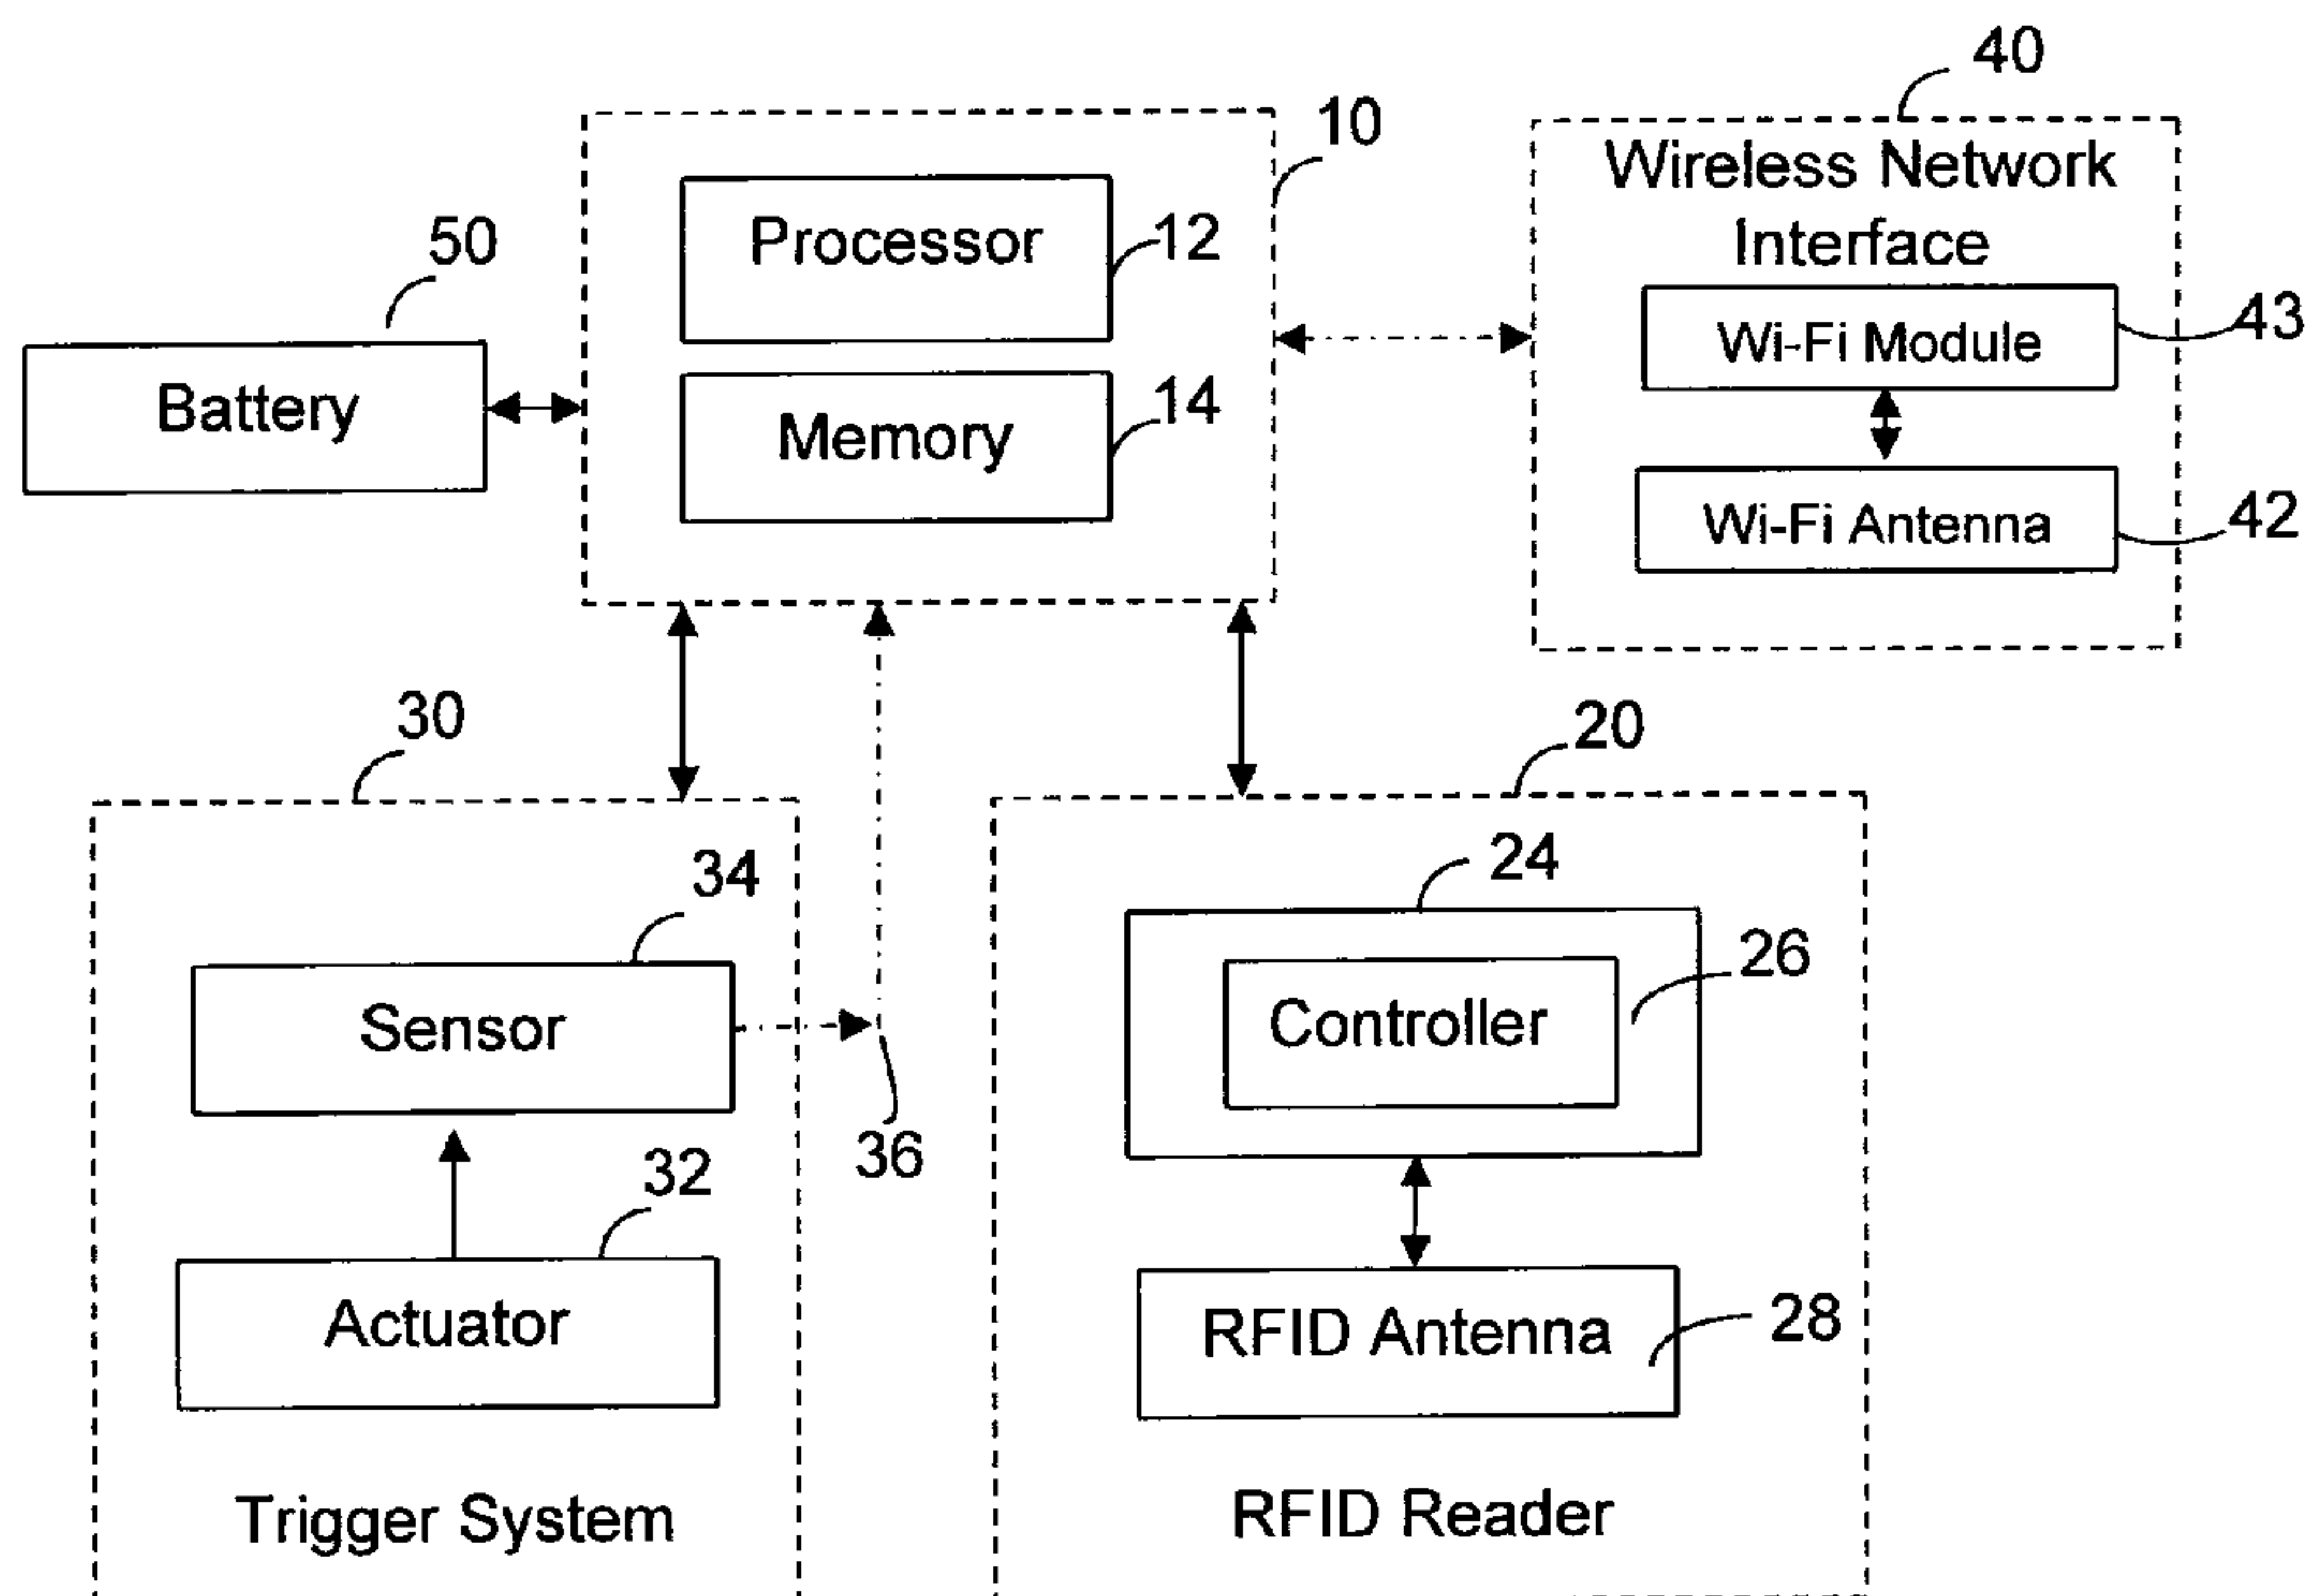 40
10
Wireless Network
Interface
Processor
12
50
Wi-Fi Module
43
Battery
14
Memory
Wi-Fi Antenna
42
30
20
34
24
26
Sensor
Controller
36
32
28
Actuator
RFID Antenna
Trigger System
RFID Reader